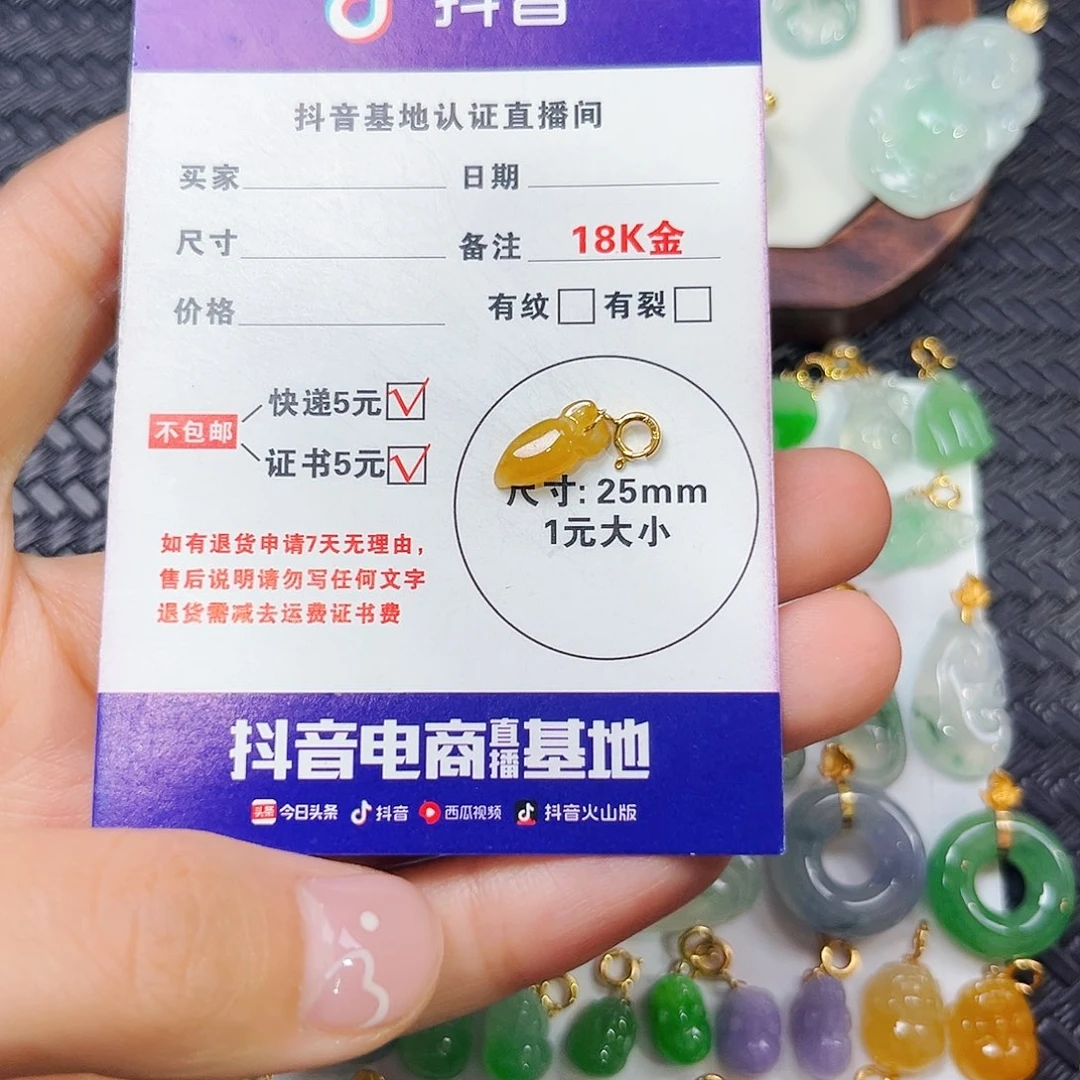 抖音
抖音基地认证直播间
买家 日期
尺寸 备注 18K金
价格 有纹 有裂
不包邮
快递5元
证书5元
尺寸: 25mm
1元大小
如有退货申请7天无理由，
售后说明请勿写任何文字
退货需减去运费证书费
抖音电商直播基地
头条 今日头条 抖音 西瓜视频 抖音火山版